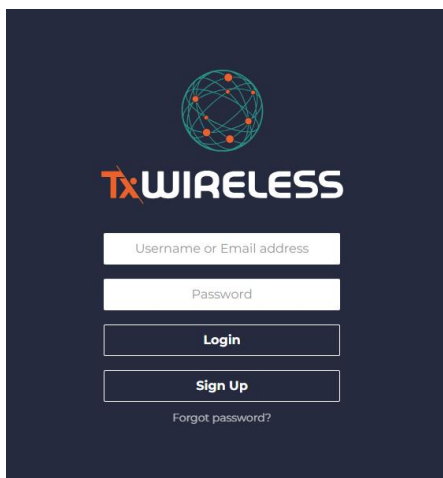 TxWIRELESS
Username or Email address
Password
Login
Sign Up
Forgot password?